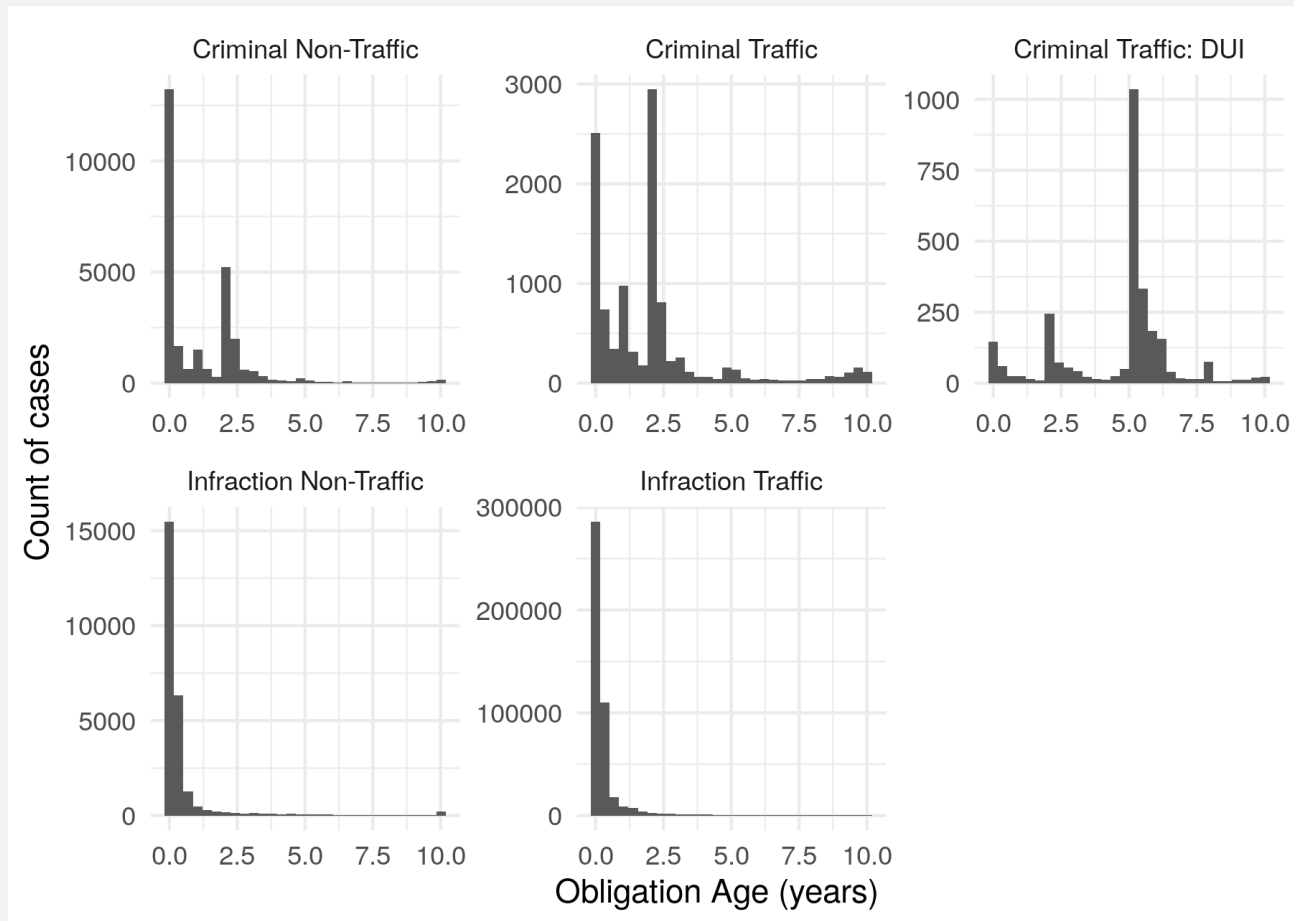 Criminal Non-Traffic
Criminal Traffic
Criminal Traffic: DUI
10000
5000
0
3000
2000
1000
0
1000
750
500
250
0
0.0 2.5 5.0 7.5 10.0
0.0 2.5 5.0 7.5 10.0
0.0 2.5 5.0 7.5 10.0
Count of cases
Infraction Non-Traffic
Infraction Traffic
15000
10000
5000
0
300000
200000
100000
0
0.0 2.5 5.0 7.5 10.0
0.0 2.5 5.0 7.5 10.0
Obligation Age (years)